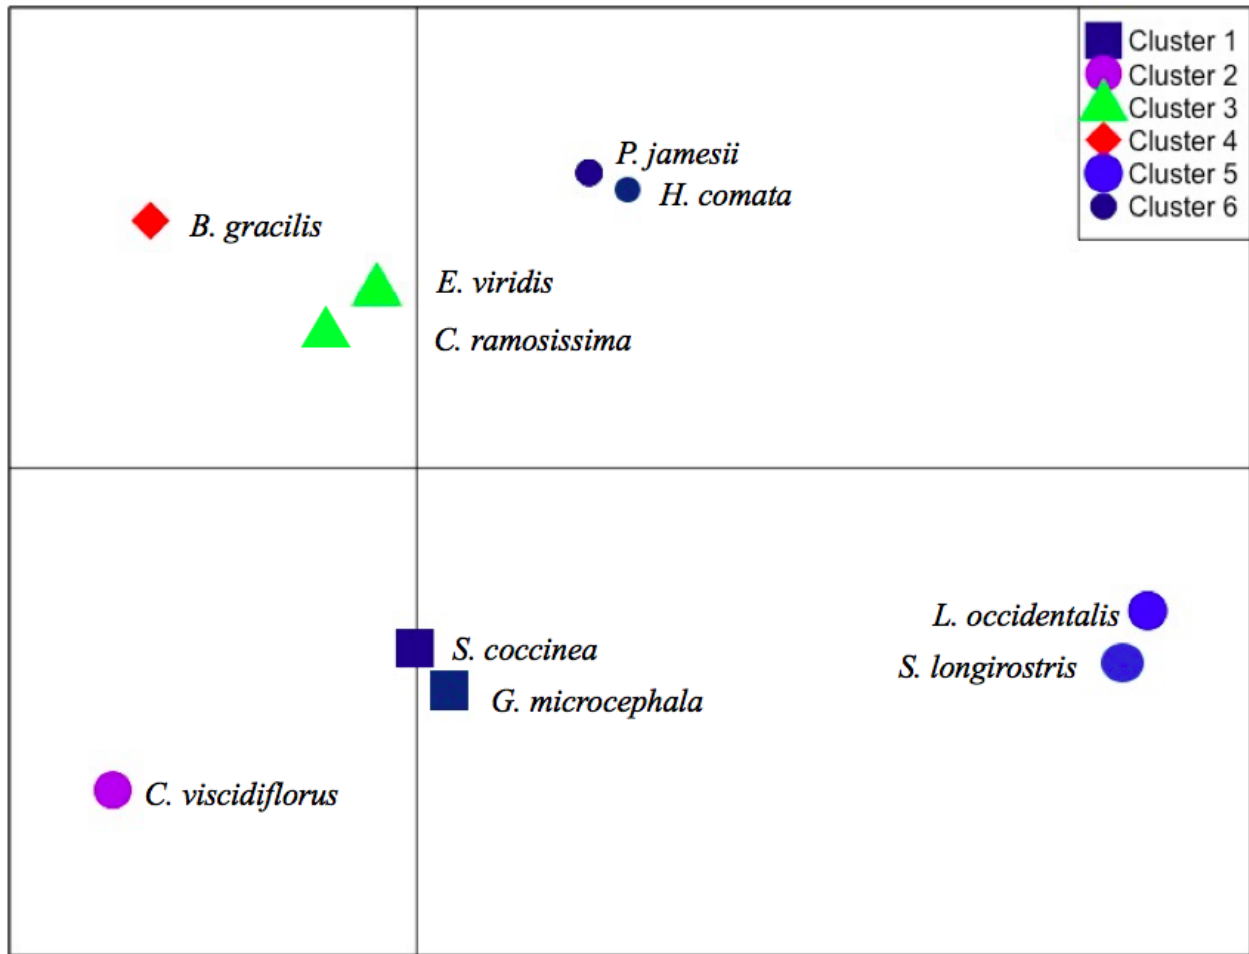 Cluster 1
Cluster 2
Cluster 3
Cluster 4
Cluster 5
Cluster 6
P. jamesii
H. comata
B. gracilis
E. viridis
C. ramosissima
L. occidentalis
S. longirostris
S. coccinea
G. microcephala
C. viscidiflorus